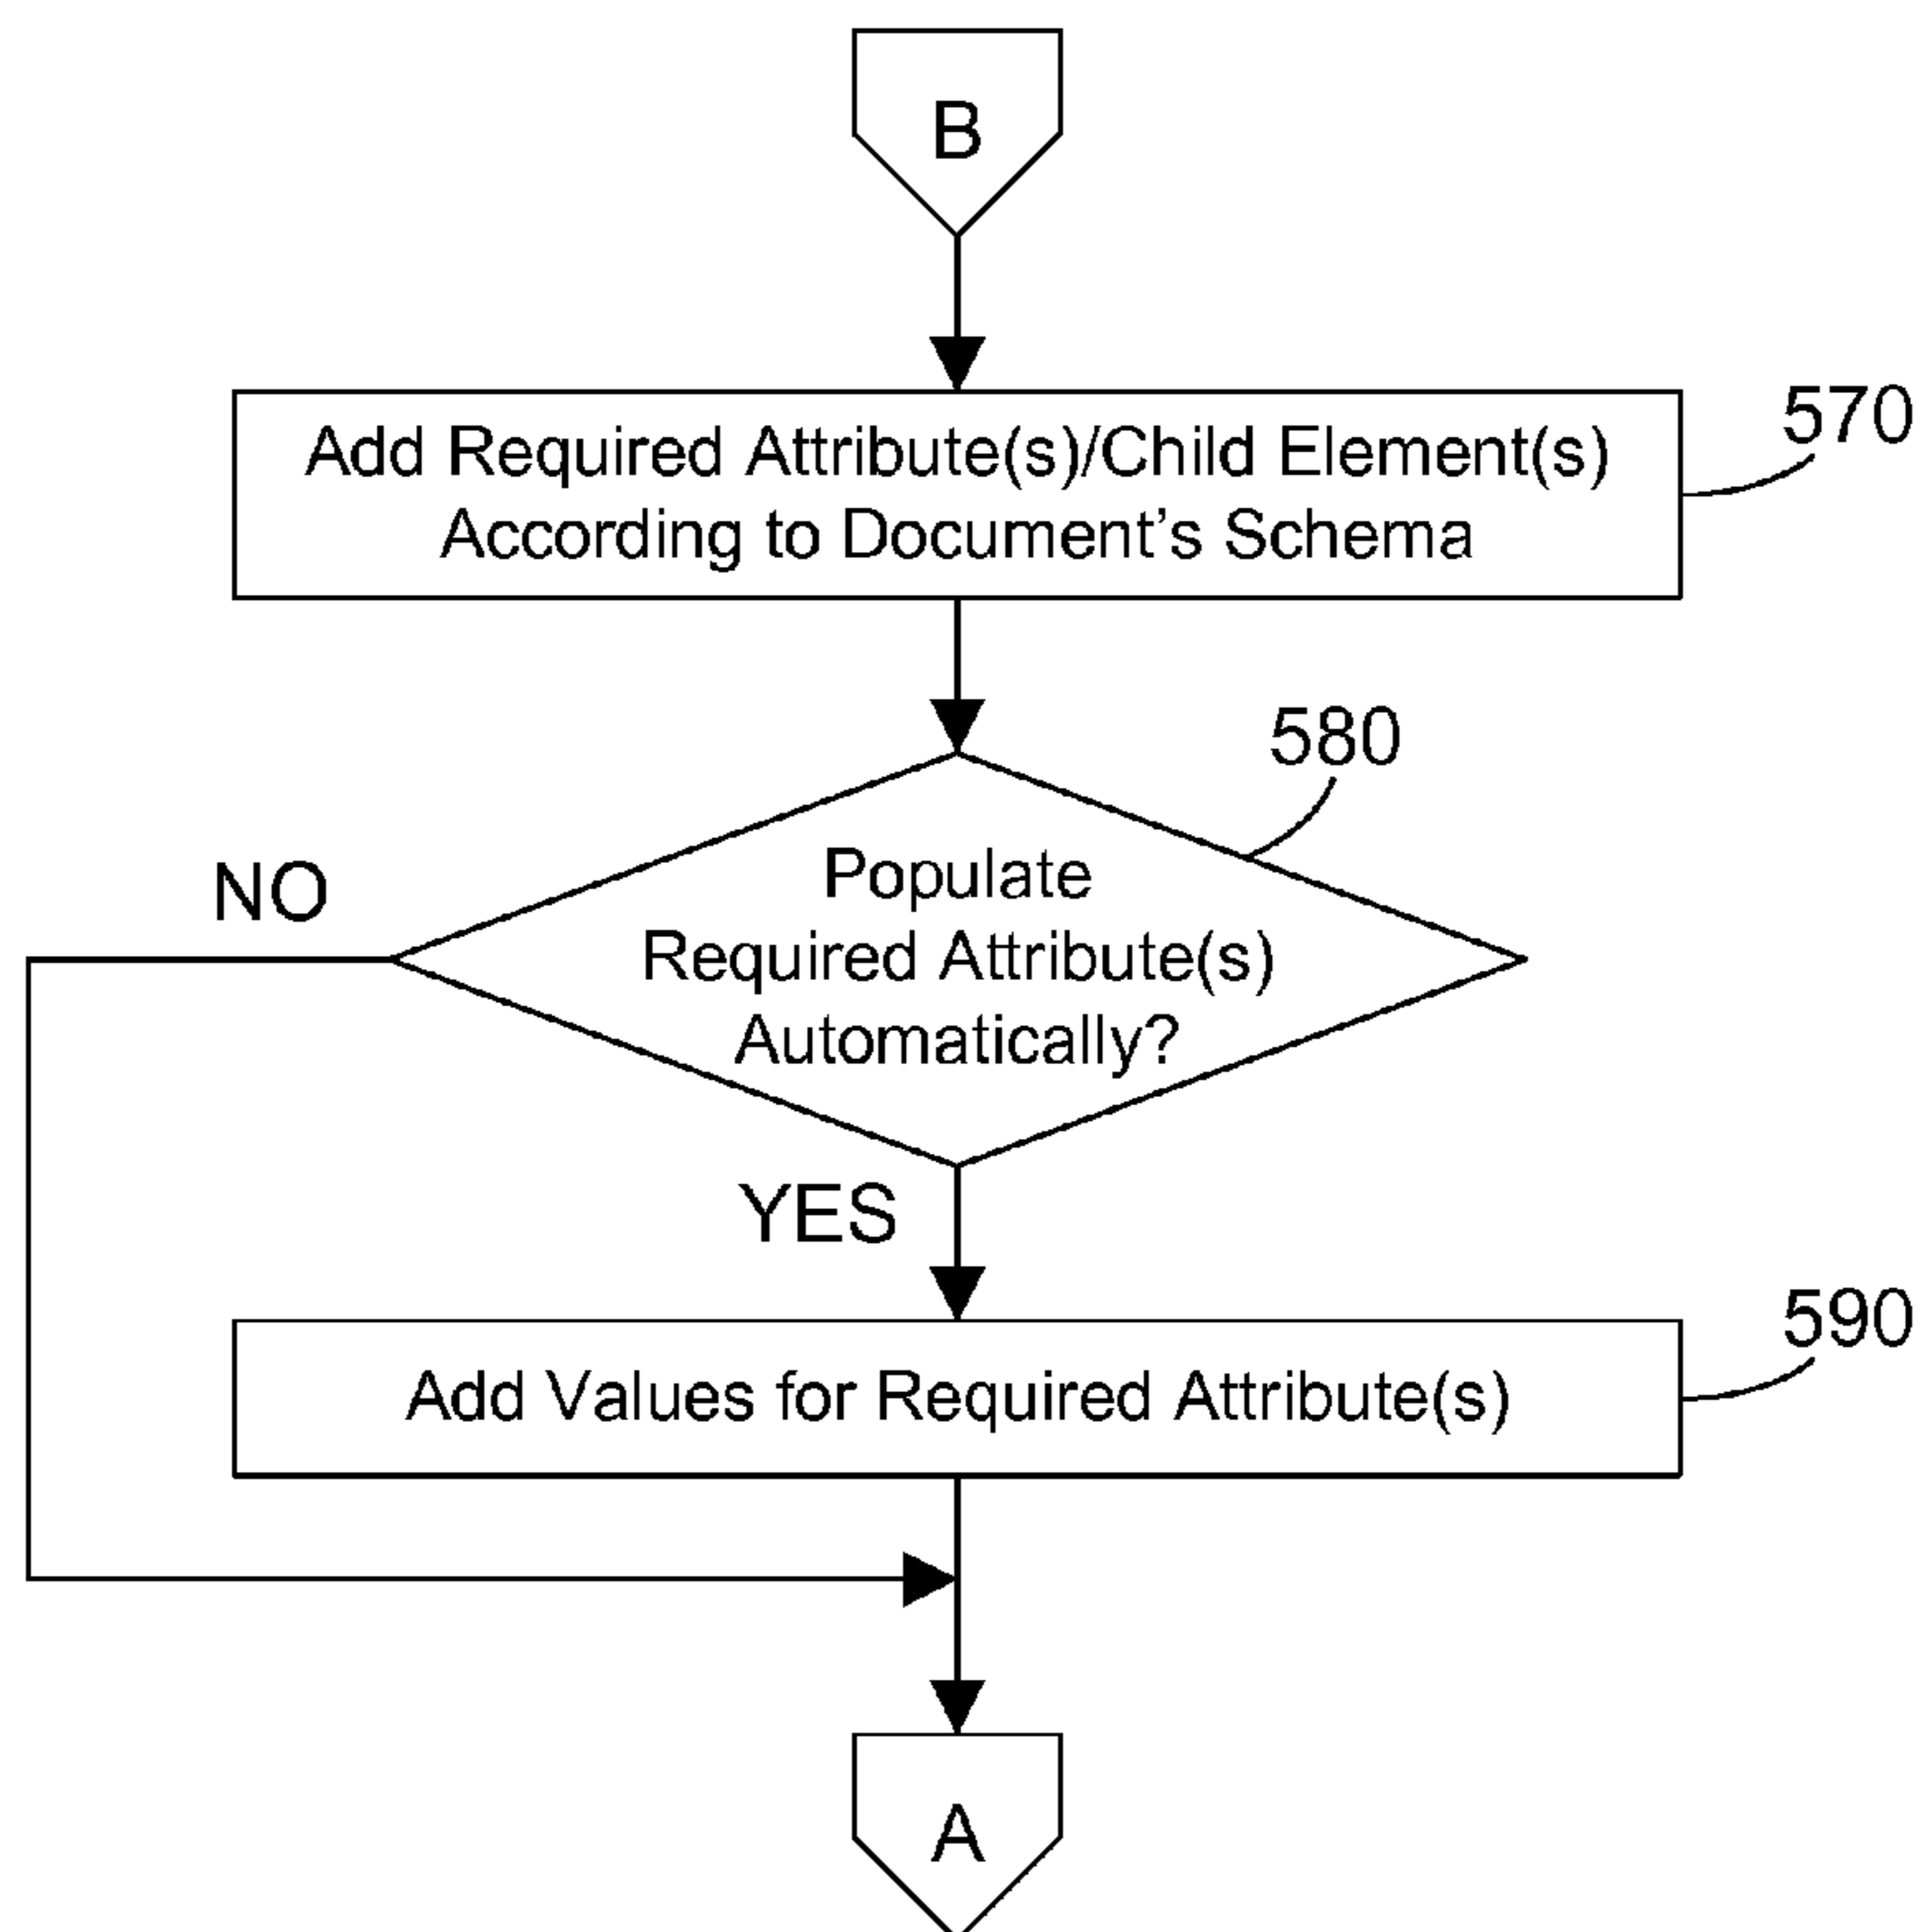 B
Add Required Attribute(s)/Child Element(s)
According to Document’s Schema
570
580
Populate
Required Attribute(s)
Automatically?
NO
YES
Add Values for Required Attribute(s)
590
A